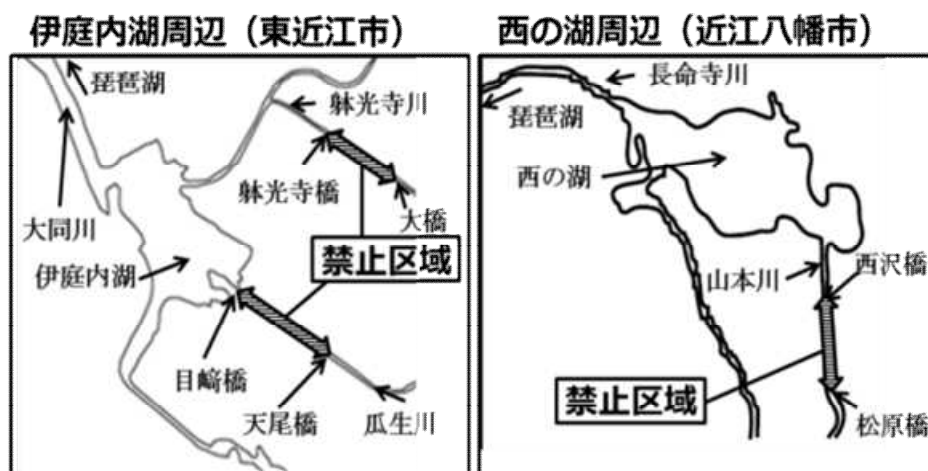 伊庭内湖周辺（東近江市）
琵琶湖
躰光寺川
躰光寺橋
大橋
大同川
禁止区域
伊庭内湖
目﨑橋
天尾橋
瓜生川
西の湖周辺（近江八幡市）
長命寺川
琵琶湖
西の湖
山本川
西沢橋
禁止区域
松原橋